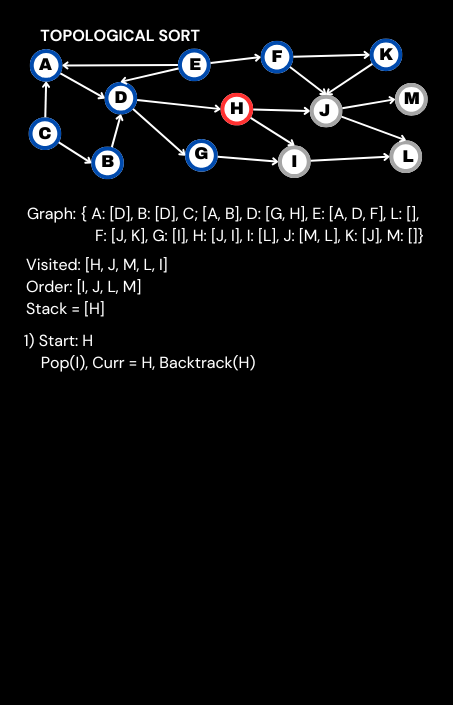 TOPOLOGICAL SORT
A
E
F
K
D
H
J
M
C
B
G
I
L
Graph: { A: [D], B: [D], C; [A, B], D: [G, H], E: [A, D, F], L: [],
F: [J, K], G: [I], H: [J, I], I: [L], J: [M, L], K: [J], M: []}
Visited: [H, J, M, L, I]
Order: [I, J, L, M]
Stack = [H]
1) Start: H
Pop(I), Curr = H, Backtrack(H)